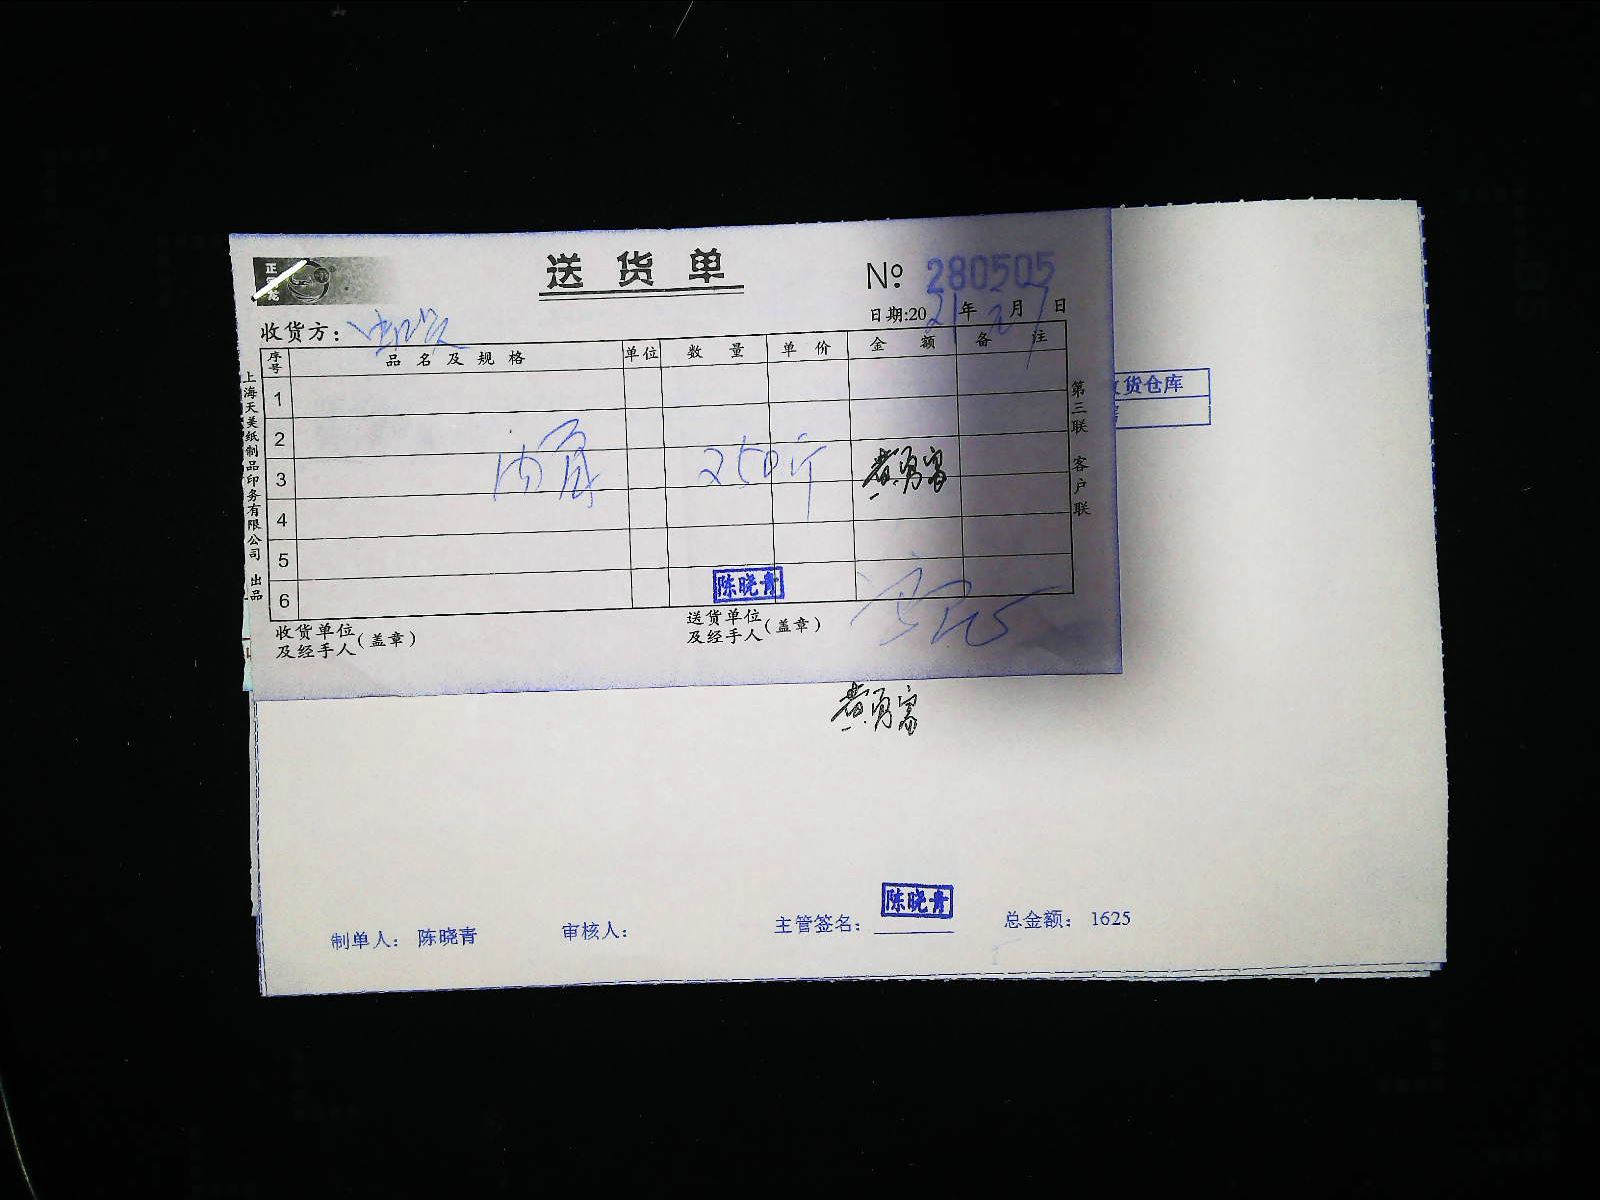 送货单
№ 280505
日期:20 21 年 月 日
收货方:
序号 品名及规格 单位 数量 单价 金额 备注
1
2
3 250斤 黄勇富
4
5
6
陈晓青
收货单位及经手人(盖章)
送货单位及经手人(盖章)
上海天美纸制品印务有限公司 出品
第三联 客户联
货仓库
黄勇富
制单人: 陈晓青 审核人: 主管签名: 陈晓青 总金额: 1625